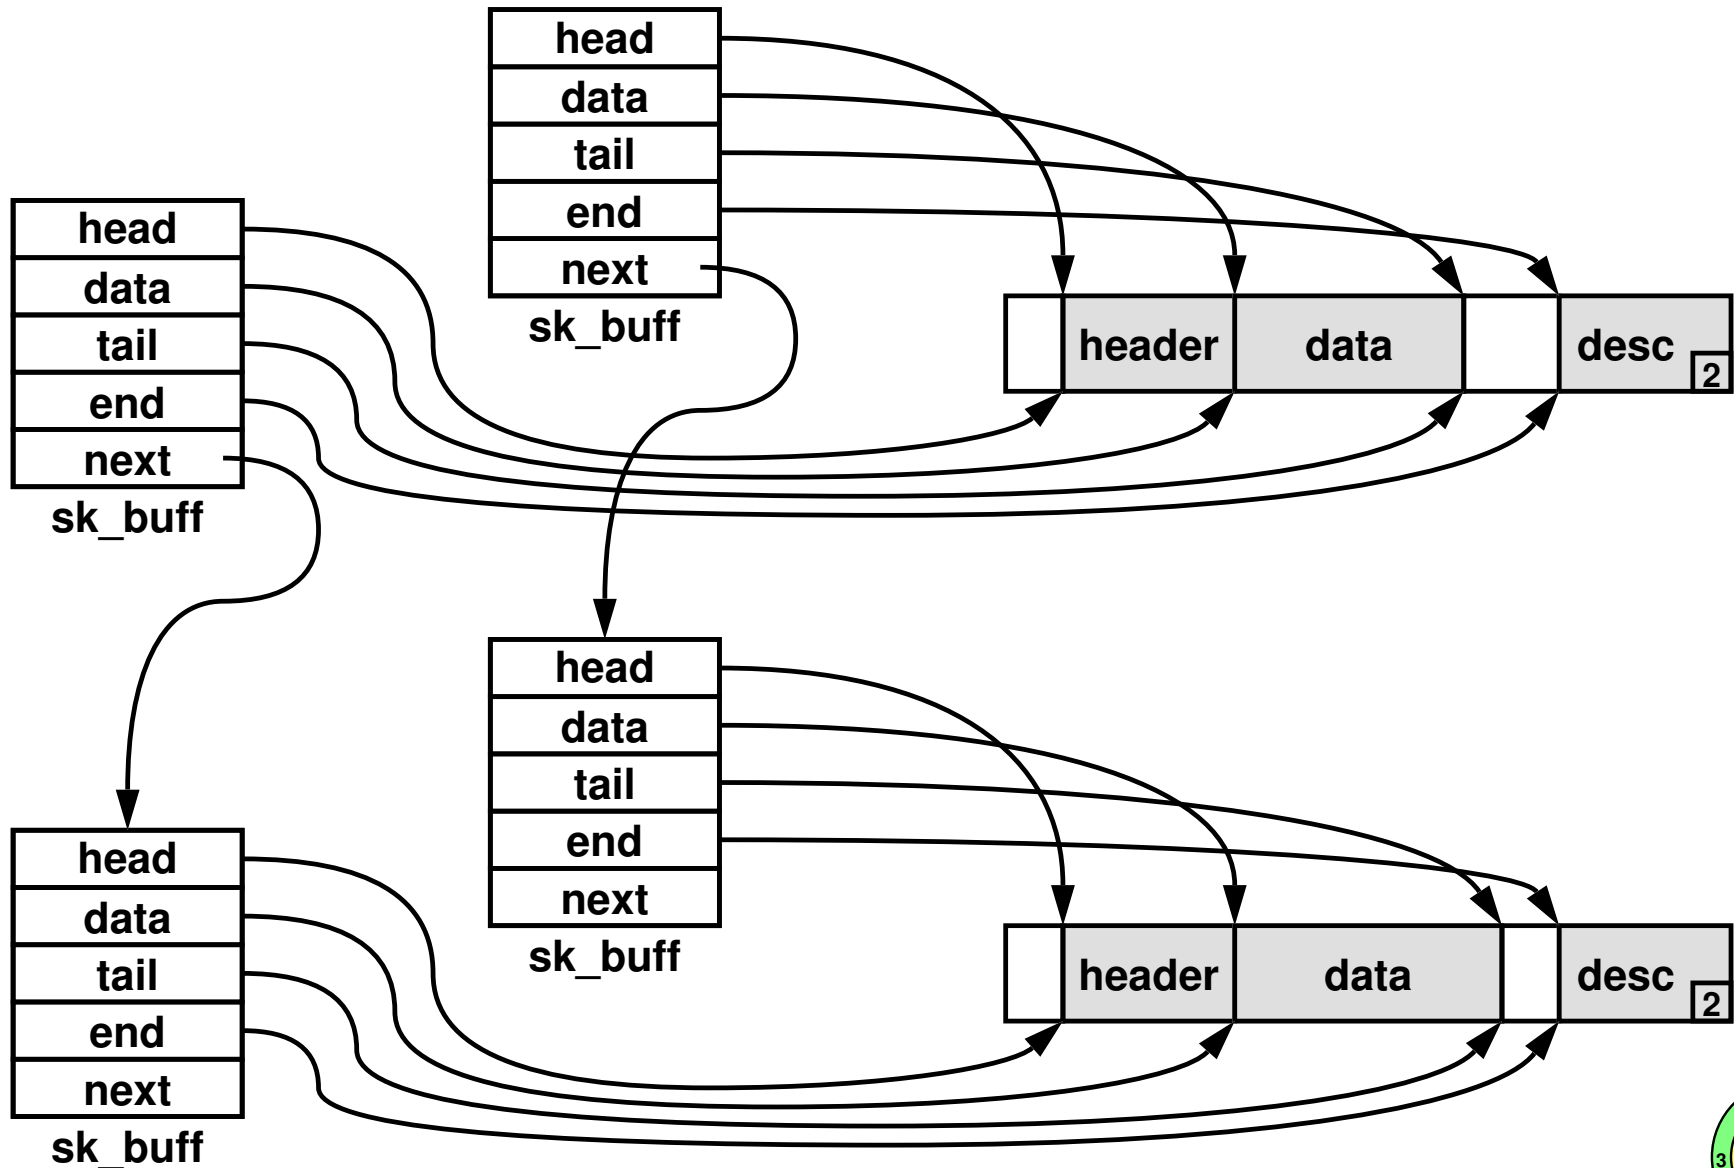 head
data
tail
end
next
sk_buff
head
data
tail
end
next
sk_buff
header data desc
2
head
data
tail
end
next
sk_buff
header data desc
2
head
data
tail
end
next
sk_buff
3